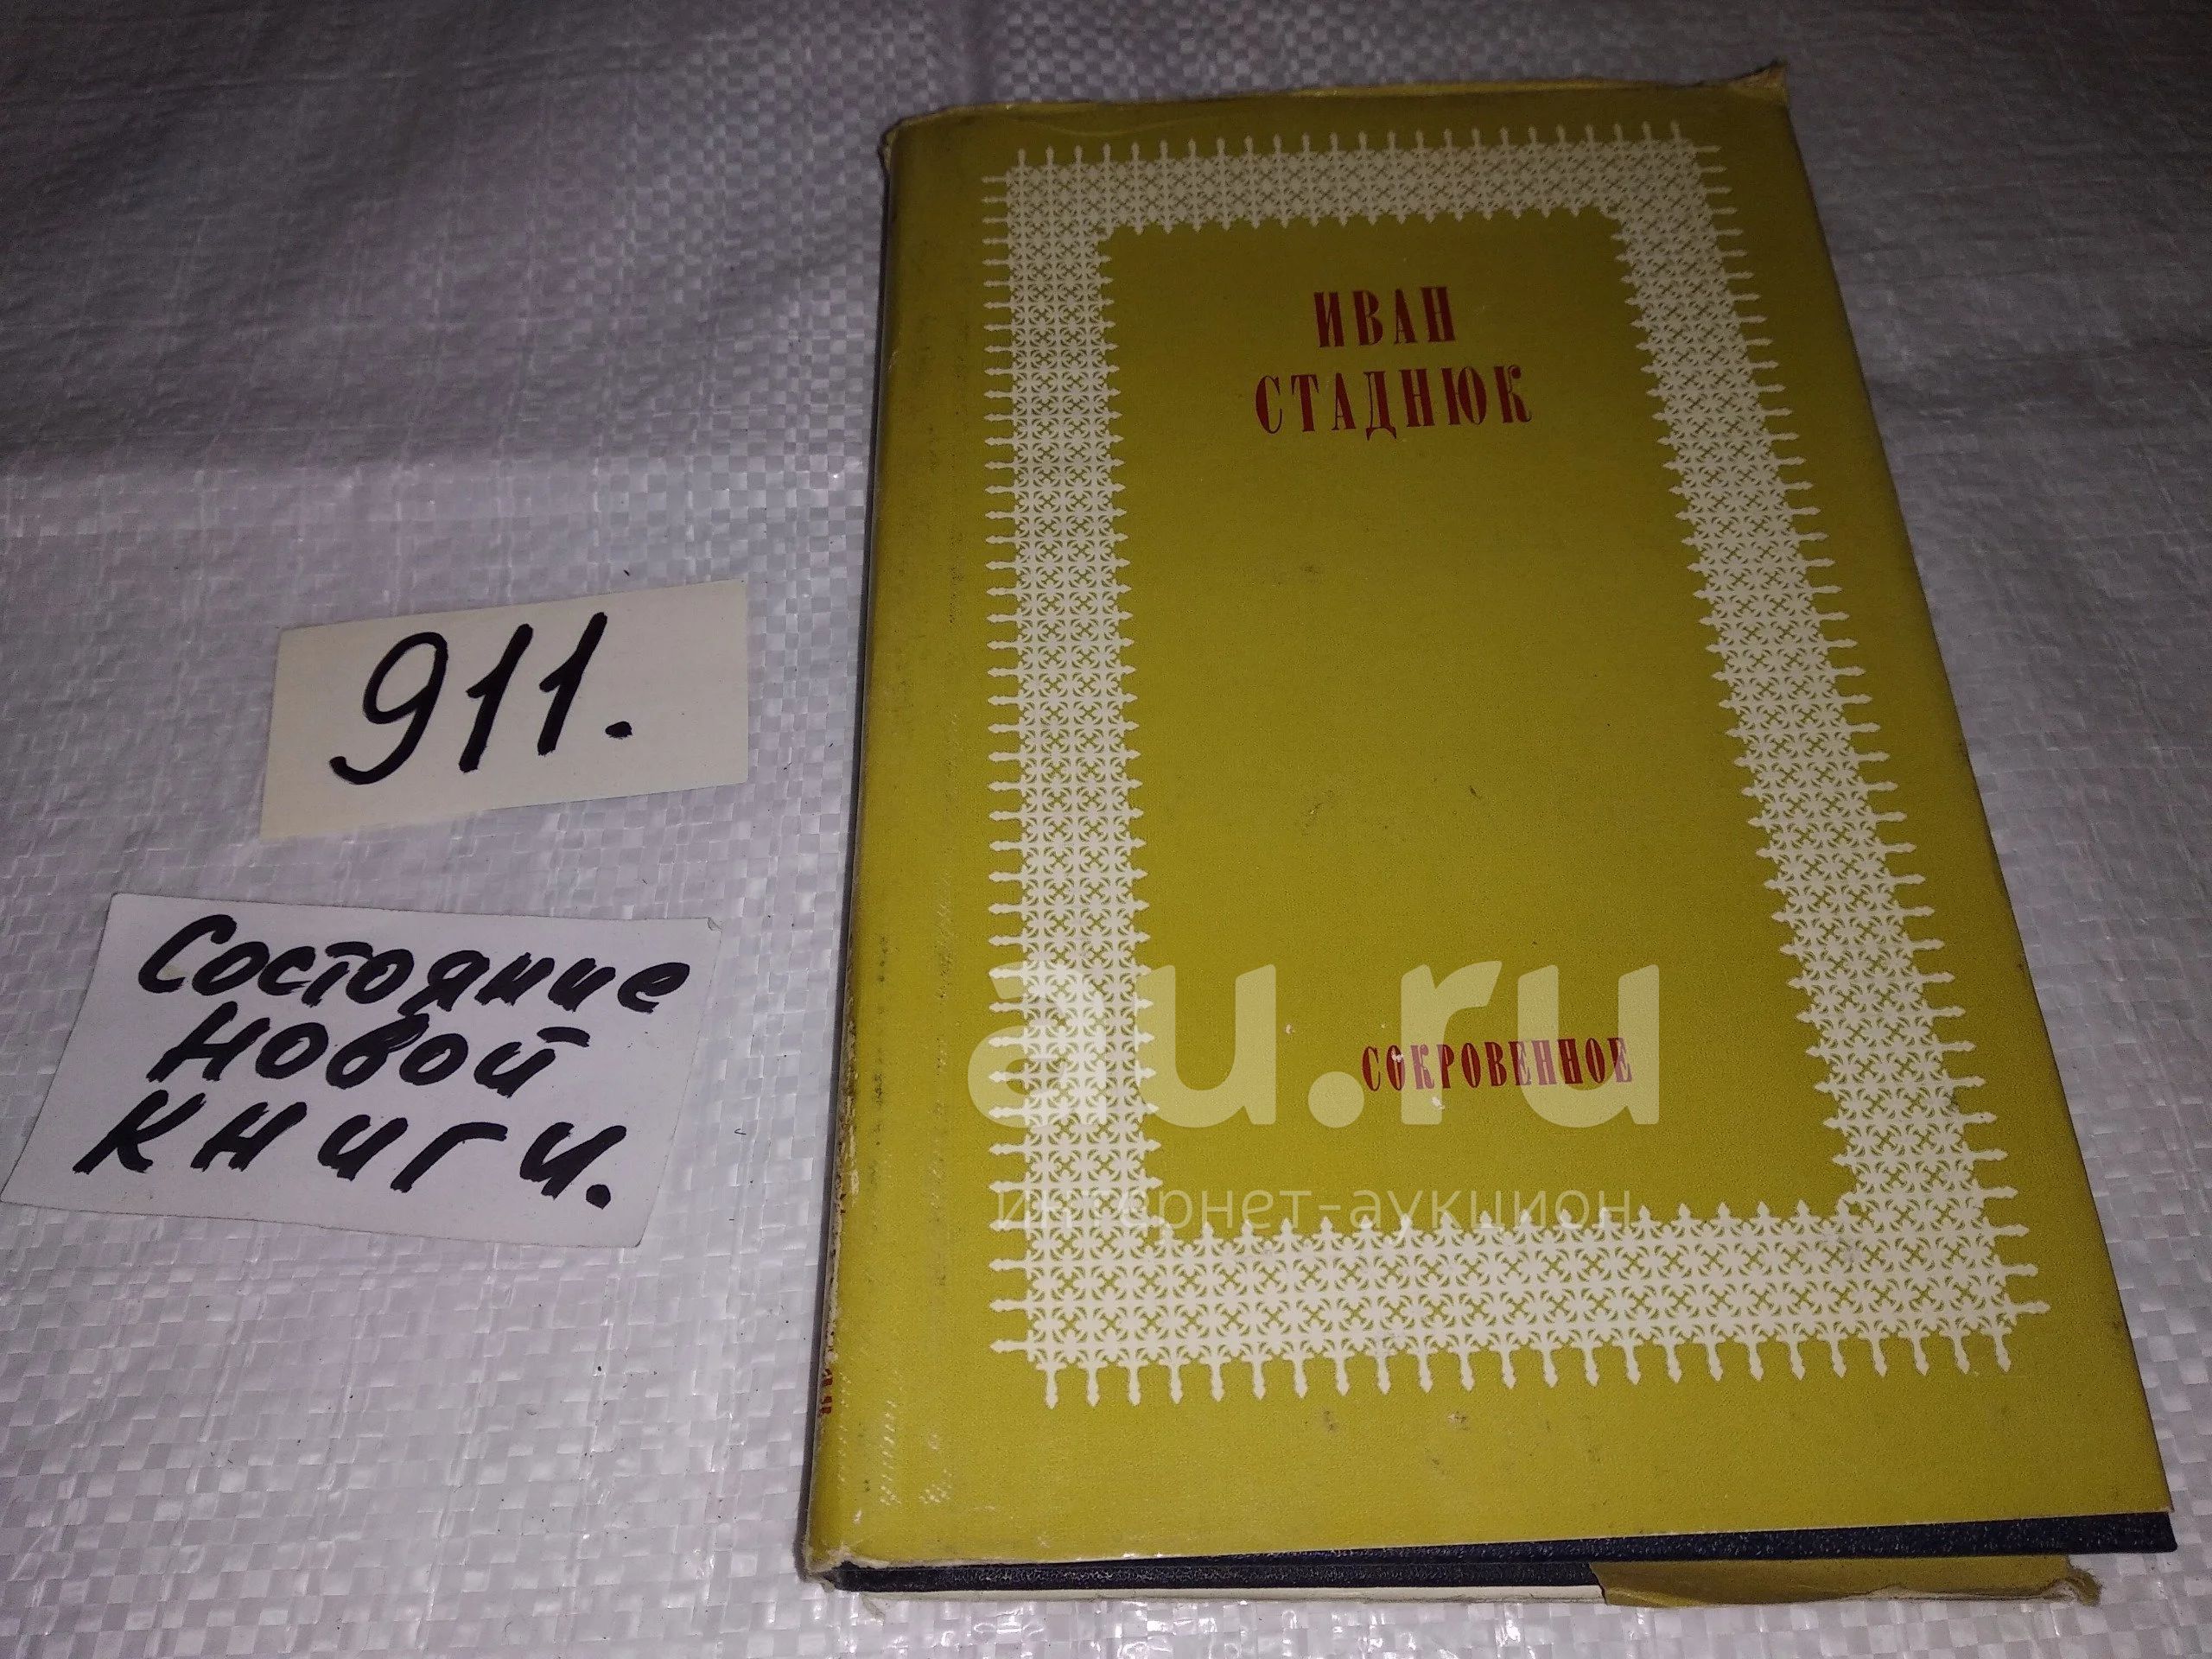 ИВАН
СТАДНЮК
911.
Состояние
новой
книги.
au.ru
СОКРОВЕННОЕ
интернет-аукцион